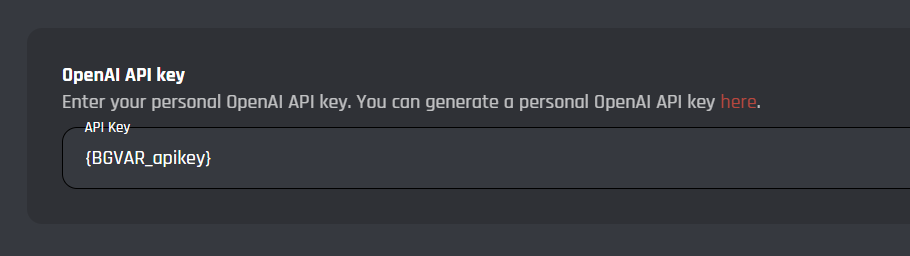 OpenAI API key
Enter your personal OpenAI API key. You can generate a personal OpenAI API key here.
API Key
{BGVAR_apikey}